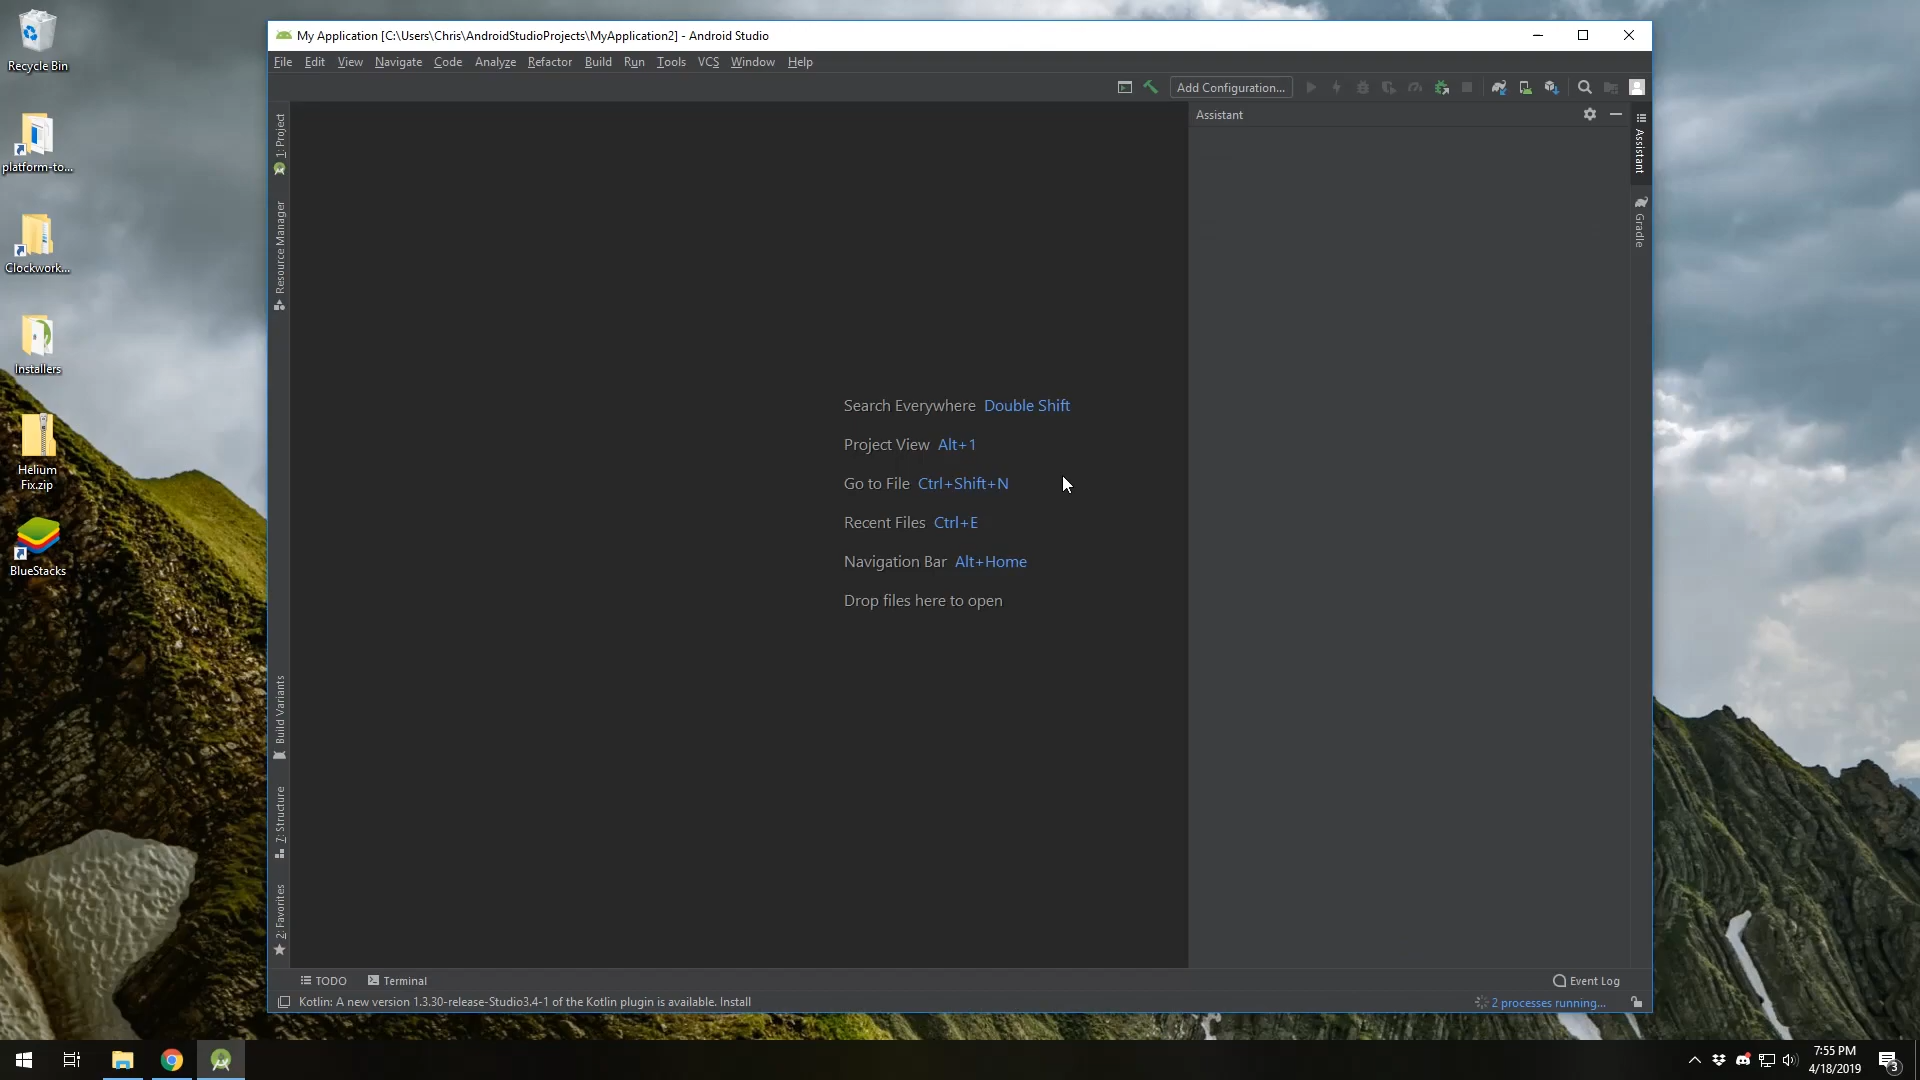 Recycle Bin
platform-to...
Clockwork...
Installers
Helium
Fix.zip
BlueStacks
My Application [C:\Users\Chris\AndroidStudioProjects\MyApplication2] - Android Studio
File Edit View Navigate Code Analyze Refactor Build Run Tools VCS Window Help
Add Configuration...
1: Project
Resource Manager
Build Variants
7: Structure
2: Favorites
Search Everywhere Double Shift
Project View Alt+1
Go to File Ctrl+Shift+N
Recent Files Ctrl+E
Navigation Bar Alt+Home
Drop files here to open
Assistant
Assistant
Gradle
TODO Terminal Event Log
Kotlin: A new version 1.3.30-release-Studio3.4-1 of the Kotlin plugin is available. Install
2 processes running...
7:55 PM
4/18/2019
3